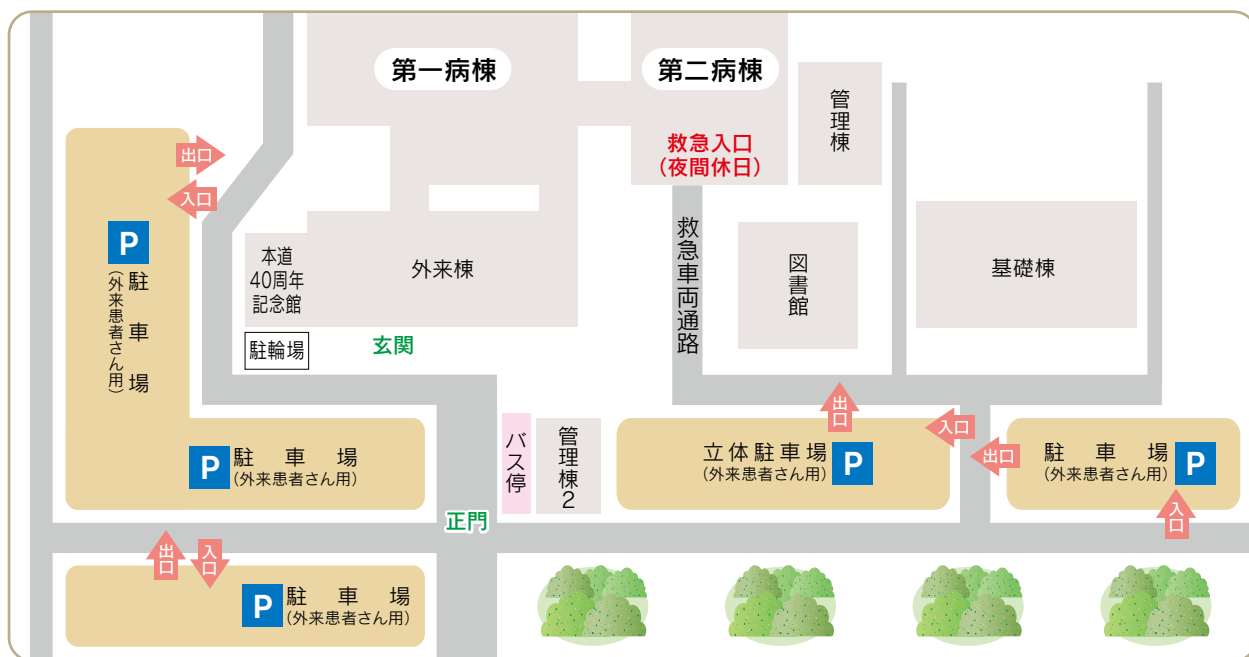 第一病棟
第二病棟
管理棟
救急入口
(夜間休日)
出口
入口
P
駐車場
(外来患者さん用)
本道
40周年
記念館
外来棟
救急車両通路
図書館
基礎棟
駐輪場
玄関
P
駐車場
(外来患者さん用)
バス停
管理棟2
出口
入口
立体駐車場
(外来患者さん用)
P
出口
駐車場
(外来患者さん用)
P
入口
正門
出口
入口
P
駐車場
(外来患者さん用)